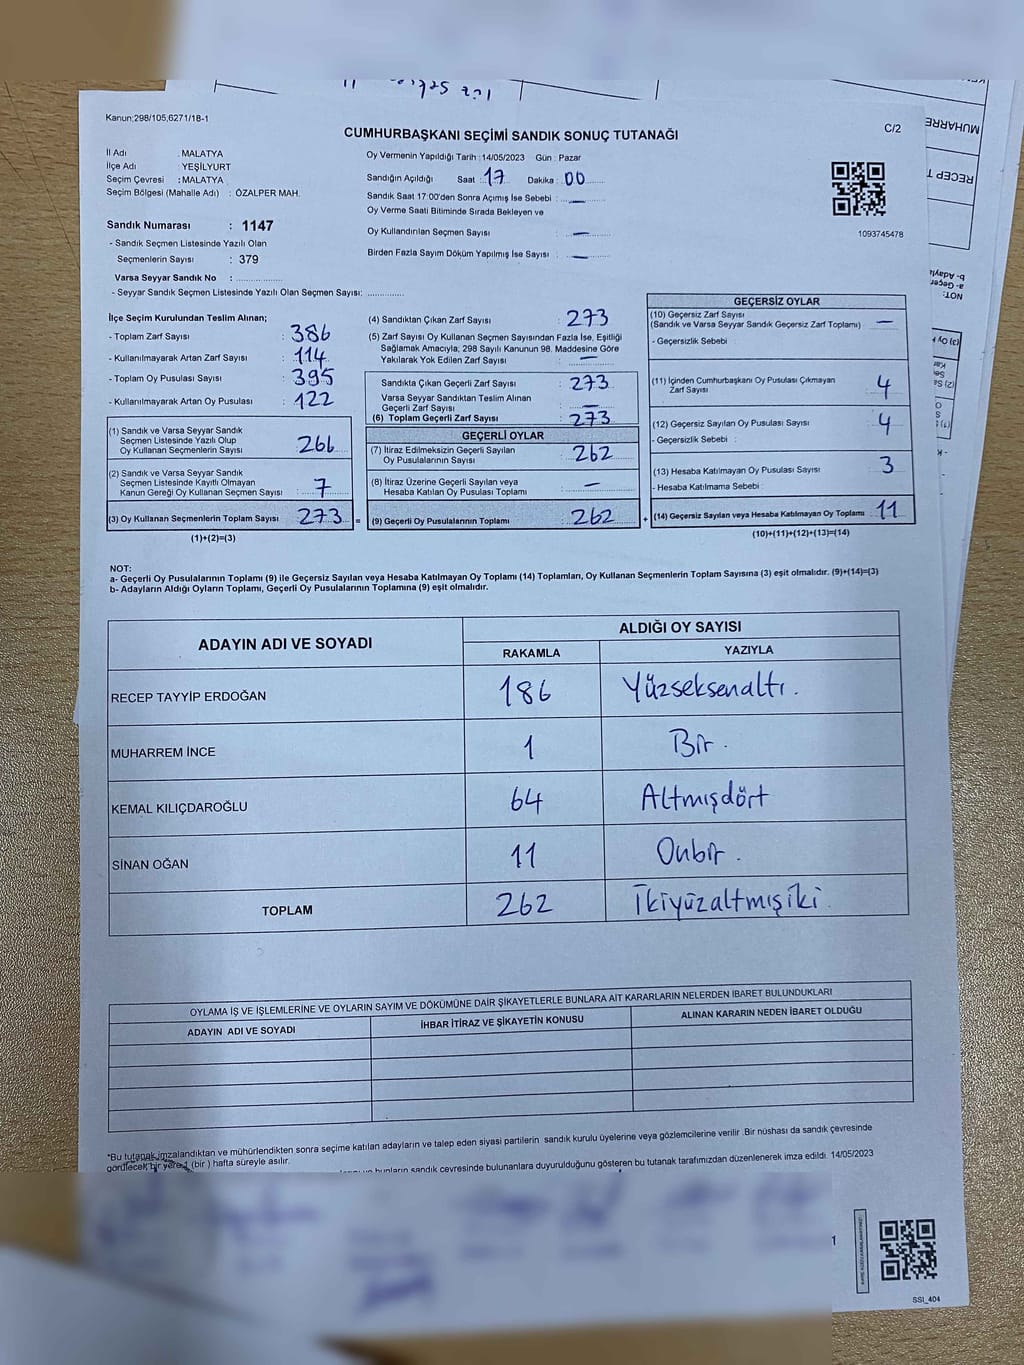 Kanun;298/105,6271/18-1
C/2
CUMHURBAŞKANI SEÇİMİ SANDIK SONUÇ TUTANAĞI
İl Adı : MALATYA
İlçe Adı : YEŞİLYURT
Seçim Çevresi : MALATYA
Seçim Bölgesi (Mahalle Adı) : ÖZALPER MAH.
Oy Vermenin Yapıldığı Tarih : 14/05/2023 Gün : Pazar
Sandığın Açıldığı Saat : 17 Dakika : 00
Sandık Saat 17:00'den Sonra Açımış İse Sebebi : —
Oy Verme Saati Bitiminde Sırada Bekleyen ve
Oy Kullandırılan Seçmen Sayısı : —
Birden Fazla Sayım Döküm Yapılmış İse Sayısı : —
1093745478
Sandık Numarası : 1147
- Sandık Seçmen Listesinde Yazılı Olan
Seçmenlerin Sayısı : 379
Varsa Seyyar Sandık No :
- Seyyar Sandık Seçmen Listesinde Yazılı Olan Seçmen Sayısı:
İlçe Seçim Kurulundan Teslim Alınan;
- Toplam Zarf Sayısı : 386
- Kullanılmayarak Artan Zarf Sayısı : 114
- Toplam Oy Pusulası Sayısı : 395
- Kullanılmayarak Artan Oy Pusulası : 122
(1) Sandık ve Varsa Seyyar Sandık
Seçmen Listesinde Yazılı Olup
Oy Kullanan Seçmenlerin Sayısı : 266
(2) Sandık ve Varsa Seyyar Sandık
Seçmen Listesinde Kayıtlı Olmayan
Kanun Gereği Oy Kullanan Seçmen Sayısı : 7
(3) Oy Kullanan Seçmenlerin Toplam Sayısı : 273
(1)+(2)=(3)
(4) Sandıktan Çıkan Zarf Sayısı : 273
(5) Zarf Sayısı Oy Kullanan Seçmen Sayısından Fazla İse, Eşitliği
Sağlamak Amacıyla; 298 Sayılı Kanunun 98. Maddesine Göre
Yakılarak Yok Edilen Zarf Sayısı : —
Sandıkta Çıkan Geçerli Zarf Sayısı : 273
Varsa Seyyar Sandıktan Teslim Alınan
Geçerli Zarf Sayısı : —
(6) Toplam Geçerli Zarf Sayısı : 273
GEÇERLİ OYLAR
(7) İtiraz Edilmeksizin Geçerli Sayılan
Oy Pusulalarının Sayısı : 262
(8) İtiraz Üzerine Geçerli Sayılan veya
Hesaba Katılan Oy Pusulası Toplamı : —
= (9) Geçerli Oy Pusulalarının Toplamı : 262
GEÇERSİZ OYLAR
(10) Geçersiz Zarf Sayısı
(Sandık ve Varsa Seyyar Sandık Geçersiz Zarf Toplamı) : —
- Geçersizlik Sebebi :
(11) İçinden Cumhurbaşkanı Oy Pusulası Çıkmayan
Zarf Sayısı : 4
(12) Geçersiz Sayılan Oy Pusulası Sayısı : 4
- Geçersizlik Sebebi :
(13) Hesaba Katılmayan Oy Pusulası Sayısı : 3
- Hesaba Katılmama Sebebi :
+ (14) Geçersiz Sayılan veya Hesaba Katılmayan Oy Toplamı : 11
(10)+(11)+(12)+(13)=(14)
NOT:
a- Geçerli Oy Pusulalarının Toplamı (9) ile Geçersiz Sayılan veya Hesaba Katılmayan Oy Toplamı (14) Toplamları, Oy Kullanan Seçmenlerin Toplam Sayısına (3) eşit olmalıdır. (9)+(14)=(3)
b- Adayların Aldığı Oyların Toplamı, Geçerli Oy Pusulalarının Toplamına (9) eşit olmalıdır.
ADAYIN ADI VE SOYADI
ALDIĞI OY SAYISI
RAKAMLA YAZIYLA
RECEP TAYYİP ERDOĞAN 186 Yüzseksenaltı.
MUHARREM İNCE 1 Bir.
KEMAL KILIÇDAROĞLU 64 Altmışdört
SİNAN OĞAN 11 Onbir.
TOPLAM 262 İkiyüzaltmışiki.
OYLAMA İŞ VE İŞLEMLERİNE VE OYLARIN SAYIM VE DÖKÜMÜNE DAİR ŞİKAYETLERLE BUNLARA AİT KARARLARIN NELERDEN İBARET BULUNDUKLARI
ADAYIN ADI VE SOYADI İHBAR İTİRAZ VE ŞİKAYETİN KONUSU ALINAN KARARIN NEDEN İBARET OLDUĞU
*Bu tutanak imzalandıktan ve mühürlendikten sonra seçime katılan adayların ve talep eden siyasi partilerin sandık kurulu üyelerine veya gözlemcilerine verilir .Bir nüshası da sandık çevresinde
görülecek bir yere 1 (bir ) hafta süreyle asılır.
bunların sandık çevresinde bulunanlara duyurulduğunu gösteren bu tutanak tarafımızdan düzenlenerek imza edildi. 14/05/2023
1
SSI_404
MUHARRE
RECEP T
NOT:
a- Geçer
b- Adayla